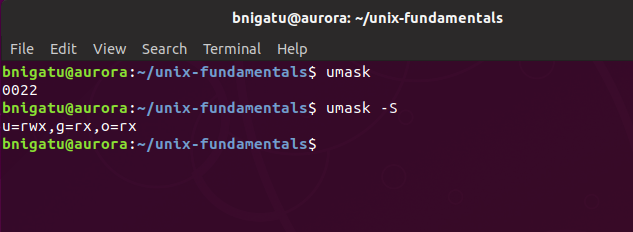 bnigatu@aurora: ~/unix-fundamentals
File Edit View Search Terminal Help
bnigatu@aurora:~/unix-fundamentals$ umask
0022
bnigatu@aurora:~/unix-fundamentals$ umask -S
u=rwx,g=rx,o=rx
bnigatu@aurora:~/unix-fundamentals$